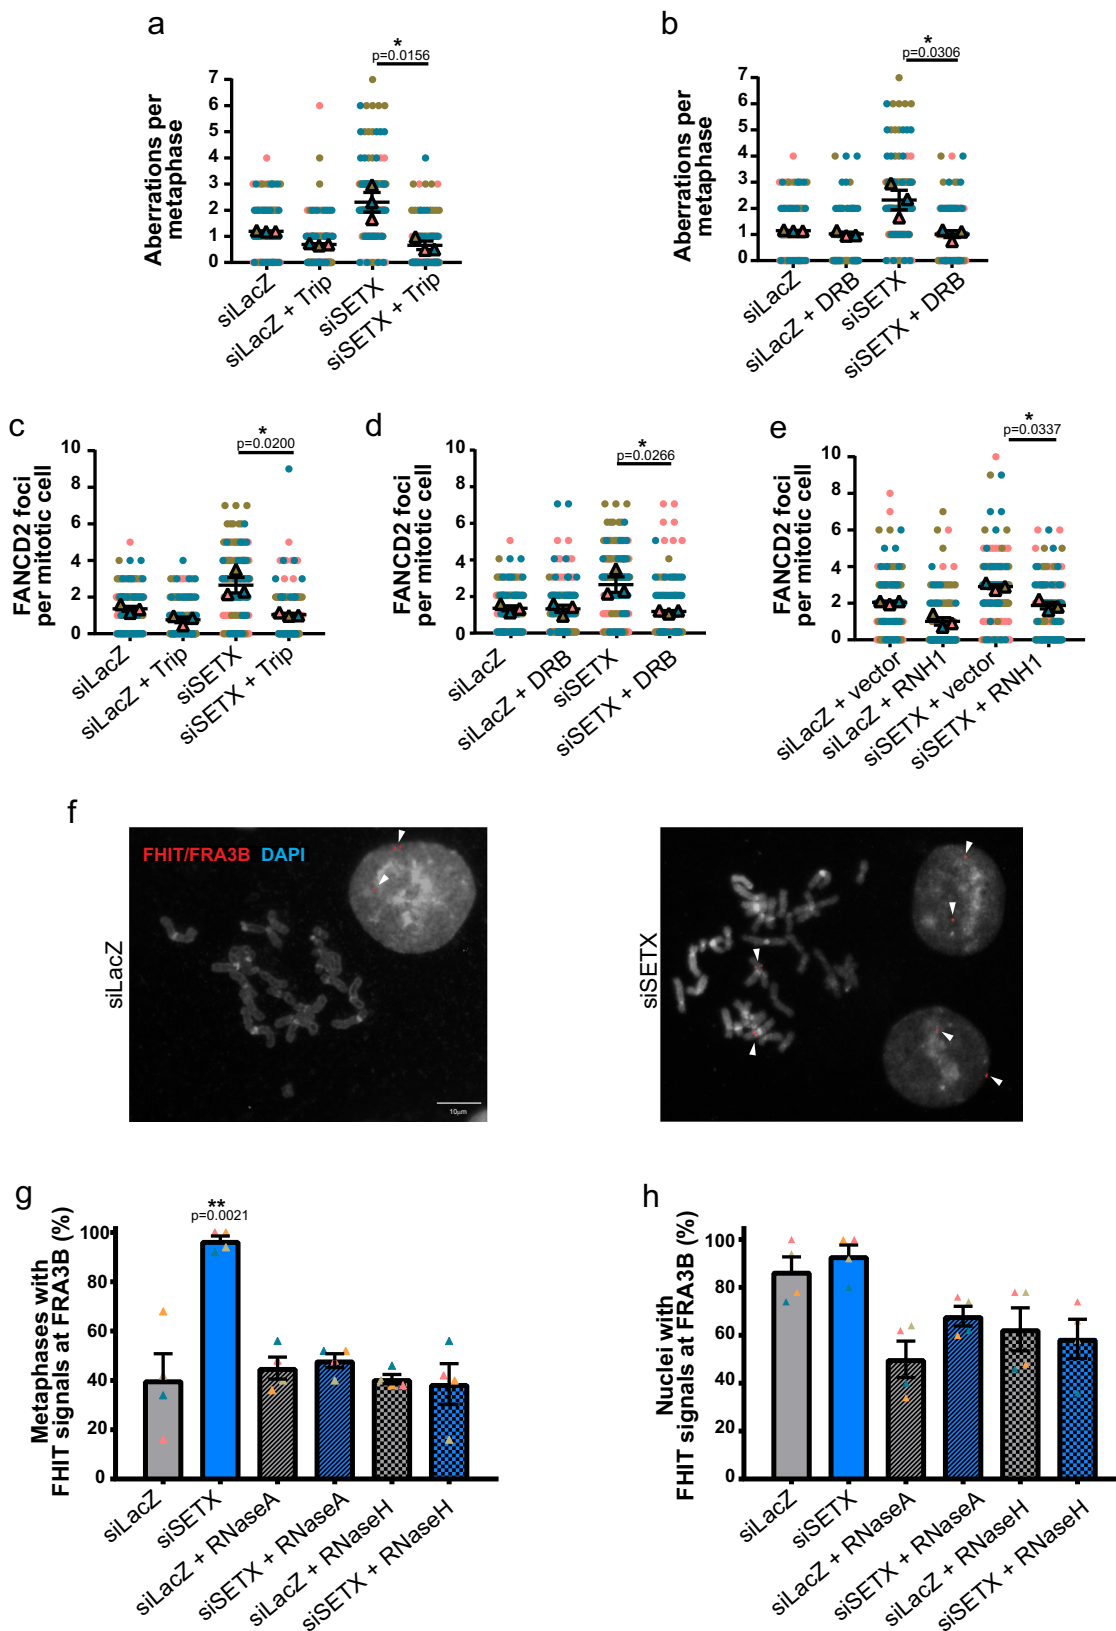 a
*
p=0.0156
Aberrations per
metaphase
7
6
5
4
3
2
1
0
siLacZ
siLacZ + Trip
siSETX
siSETX + Trip
b
*
p=0.0306
Aberrations per
metaphase
7
6
5
4
3
2
1
0
siLacZ
siLacZ + DRB
siSETX
siSETX + DRB
c
*
p=0.0200
FANCD2 foci
per mitotic cell
10
8
6
4
2
0
siLacZ
siLacZ + Trip
siSETX
siSETX + Trip
d
*
p=0.0266
FANCD2 foci
per mitotic cell
10
8
6
4
2
0
siLacZ
siLacZ + DRB
siSETX
siSETX + DRB
e
*
p=0.0337
FANCD2 foci
per mitotic cell
10
8
6
4
2
0
siLacZ + vector
siLacZ + RNH1
siSETX + vector
siSETX + RNH1
f
siLacZ
FHIT/FRA3B DAPI
10μm
siSETX
g
**
p=0.0021
Metaphases with
FHIT signals at FRA3B (%)
100
80
60
40
20
0
siLacZ
siSETX
siLacZ + RNaseA
siSETX + RNaseA
siLacZ + RNaseH
siSETX + RNaseH
h
Nuclei with
FHIT signals at FRA3B (%)
100
80
60
40
20
0
siLacZ
siSETX
siLacZ + RNaseA
siSETX + RNaseA
siLacZ + RNaseH
siSETX + RNaseH